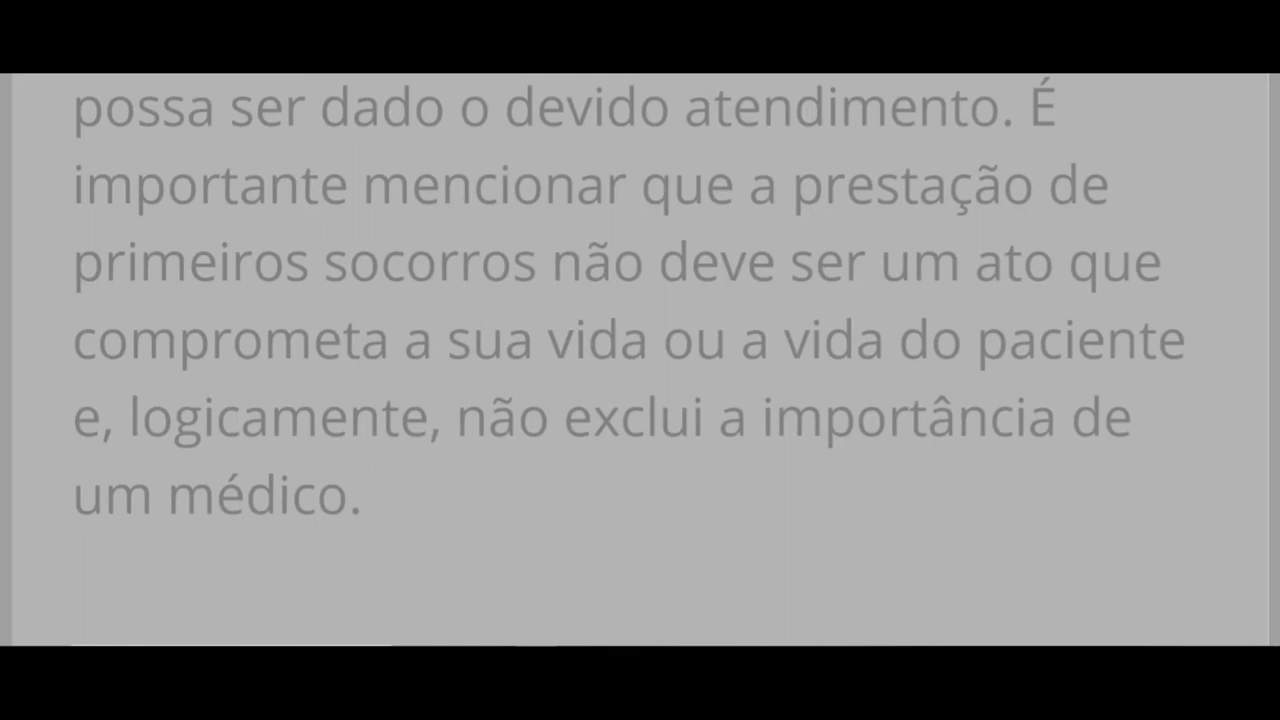 possa ser dado o devido atendimento. É
importante mencionar que a prestação de
primeiros socorros não deve ser um ato que
comprometa a sua vida ou a vida do paciente
e, logicamente, não exclui a importância de
um médico.